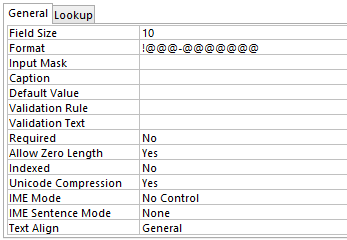 General Lookup
Field Size 10
Format !@@@-@@@@@@@
Input Mask
Caption
Default Value
Validation Rule
Validation Text
Required No
Allow Zero Length Yes
Indexed No
Unicode Compression Yes
IME Mode No Control
IME Sentence Mode None
Text Align General